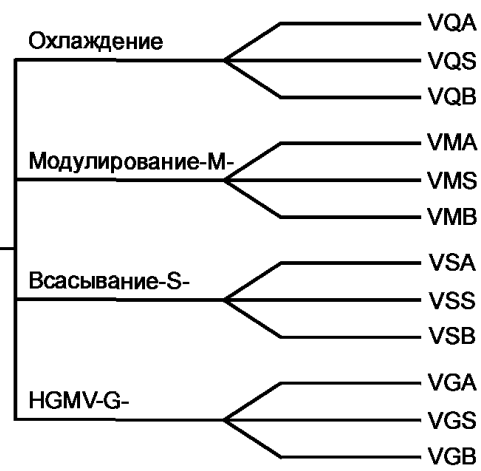 Охлаждение
VQA
VQS
VQB
Модулирование-M-
VMA
VMS
VMB
Всасывание-S-
VSA
VSS
VSB
HGMV-G-
VGA
VGS
VGB